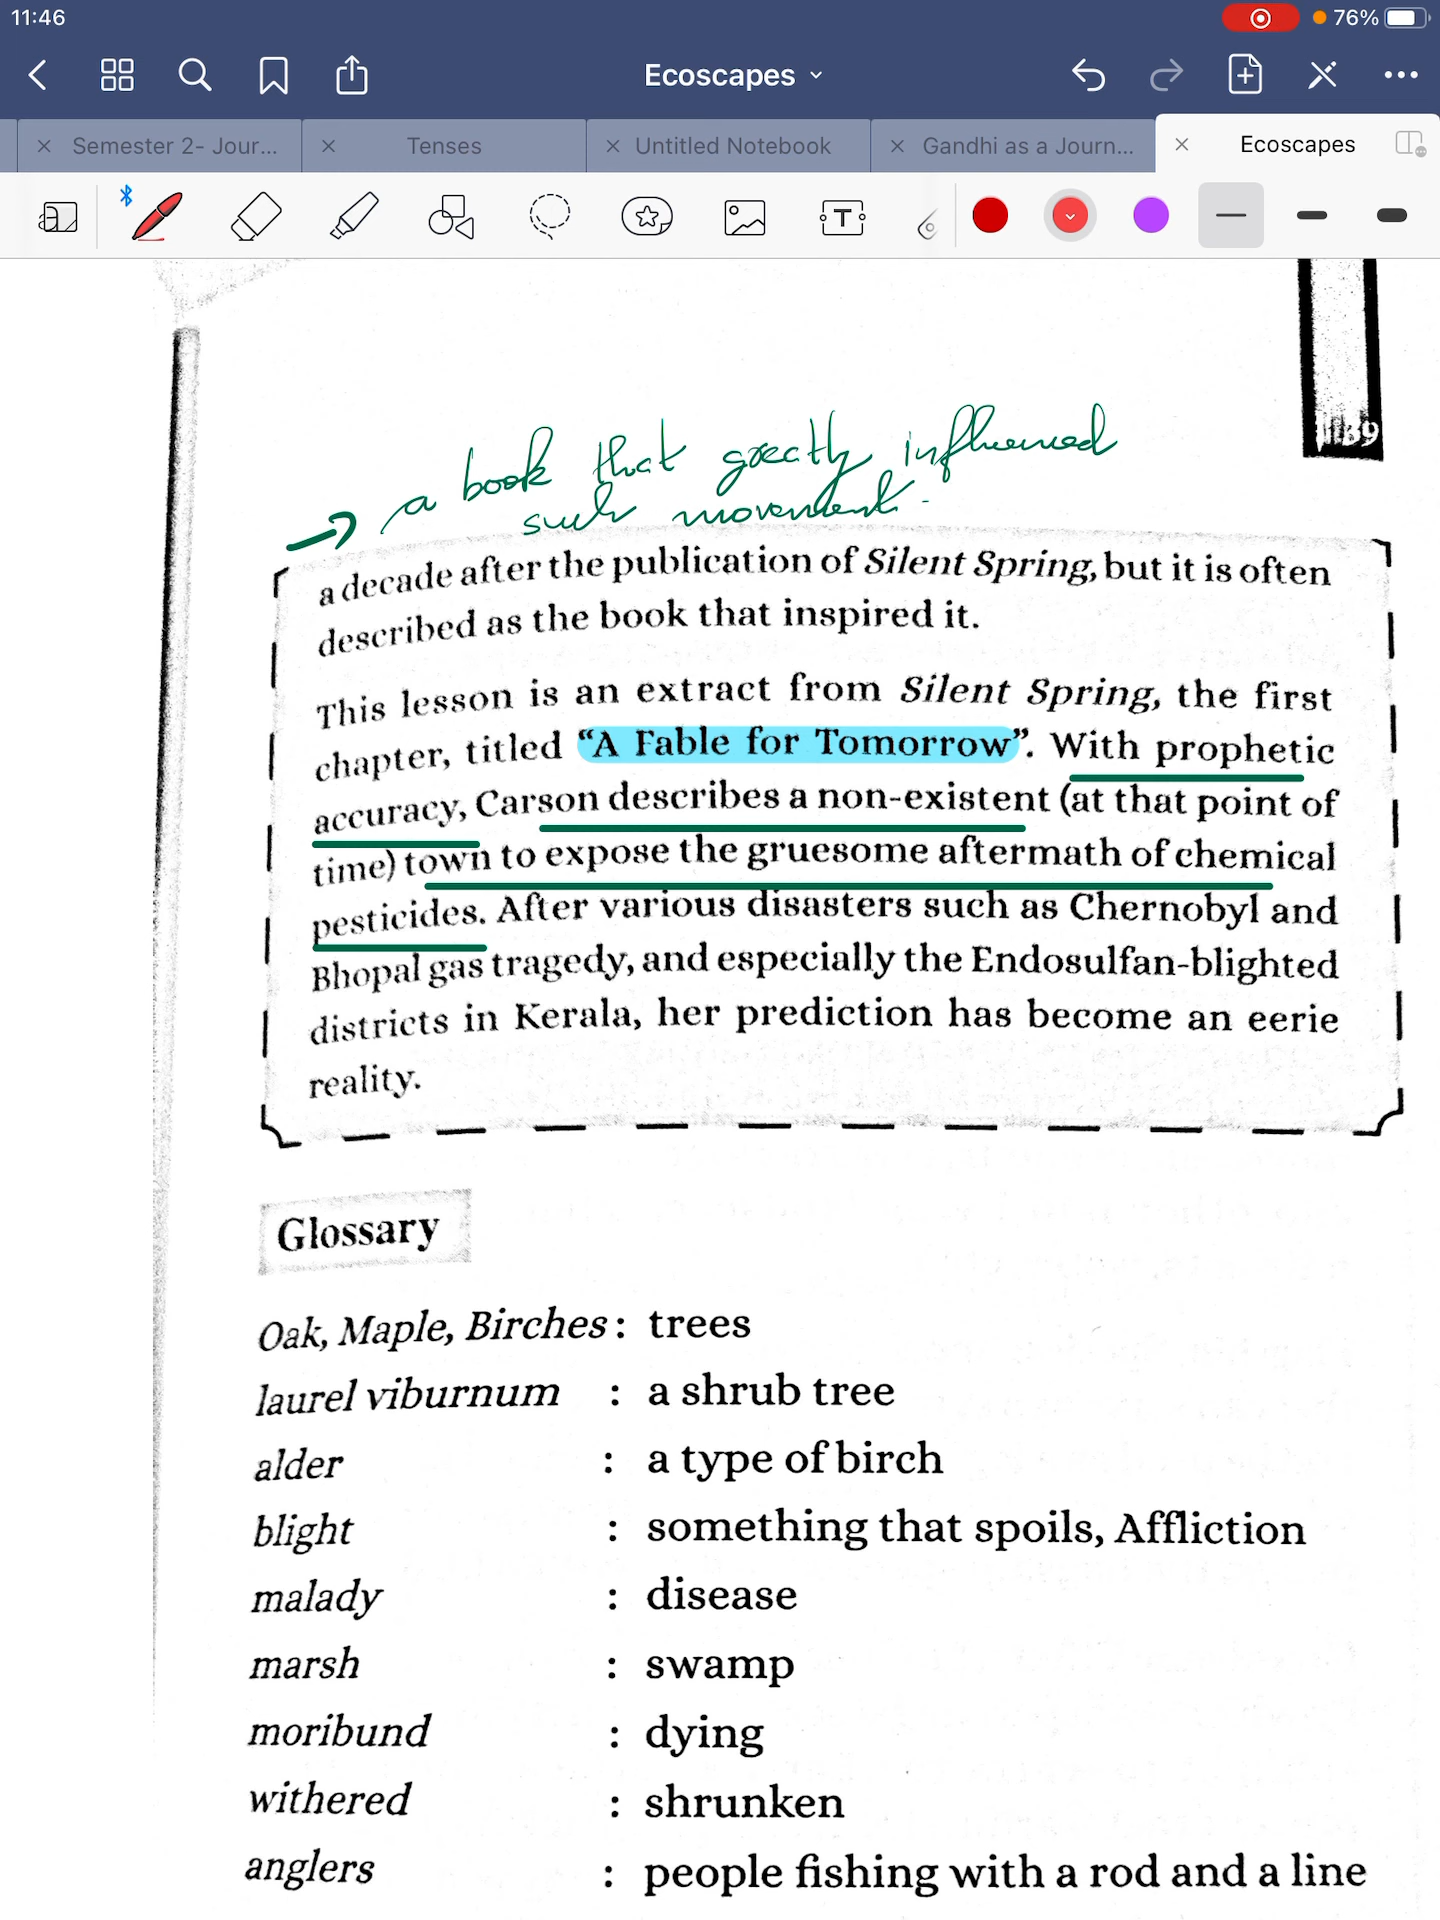 11:46
76%
Ecoscapes
Semester 2- Jour...
Tenses
Untitled Notebook
Gandhi as a Journ...
Ecoscapes
a book that greatly influenced
such movement.
a decade after the publication of Silent Spring, but it is often
described as the book that inspired it.
This lesson is an extract from Silent Spring, the first
chapter, titled “A Fable for Tomorrow”. With prophetic
accuracy, Carson describes a non-existent (at that point of
time) town to expose the gruesome aftermath of chemical
pesticides. After various disasters such as Chernobyl and
Bhopal gas tragedy, and especially the Endosulfan-blighted
districts in Kerala, her prediction has become an eerie
reality.
Glossary
Oak, Maple, Birches : trees
laurel viburnum : a shrub tree
alder : a type of birch
blight : something that spoils, Affliction
malady : disease
marsh : swamp
moribund : dying
withered : shrunken
anglers : people fishing with a rod and a line